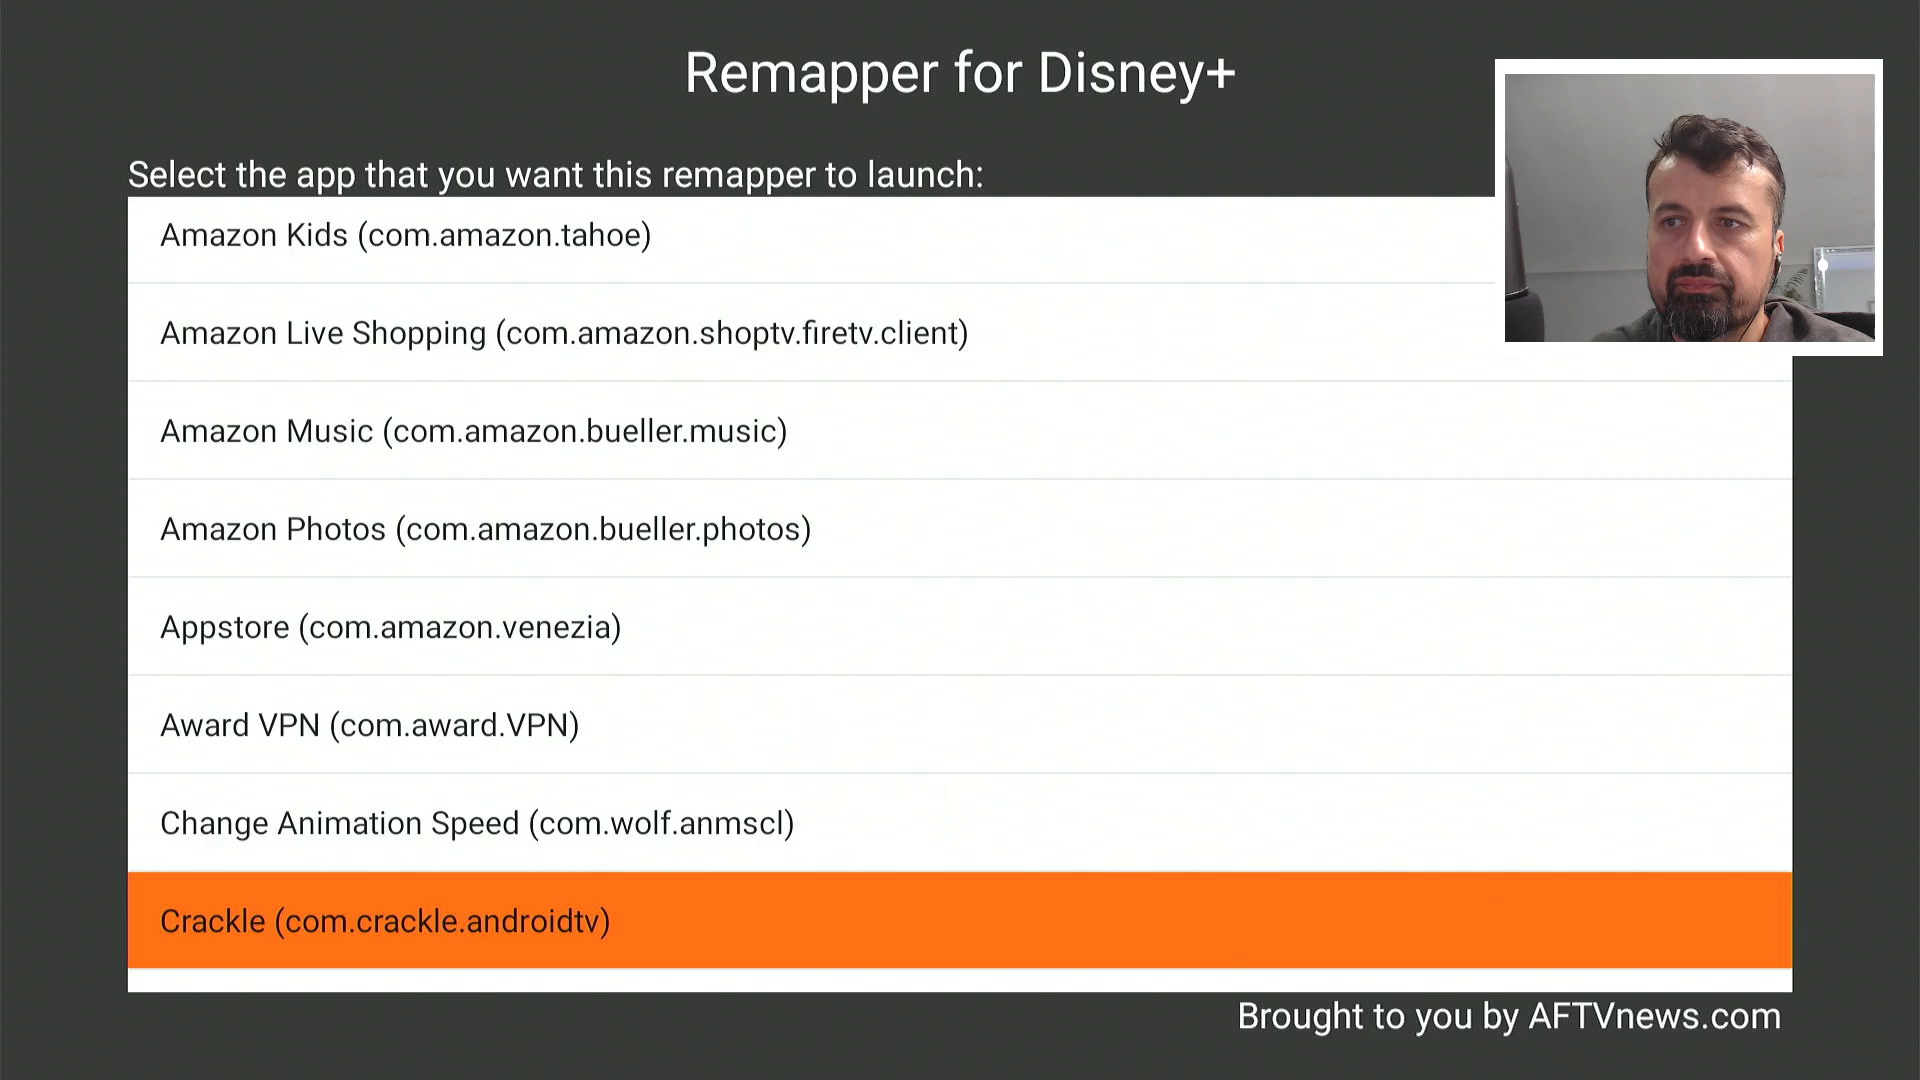 Remapper for Disney+
Select the app that you want this remapper to launch:
Amazon Kids (com.amazon.tahoe)
Amazon Live Shopping (com.amazon.shoptv.firetv.client)
Amazon Music (com.amazon.bueller.music)
Amazon Photos (com.amazon.bueller.photos)
Appstore (com.amazon.venezia)
Award VPN (com.award.VPN)
Change Animation Speed (com.wolf.anmscl)
Crackle (com.crackle.androidtv)
Brought to you by AFTVnews.com